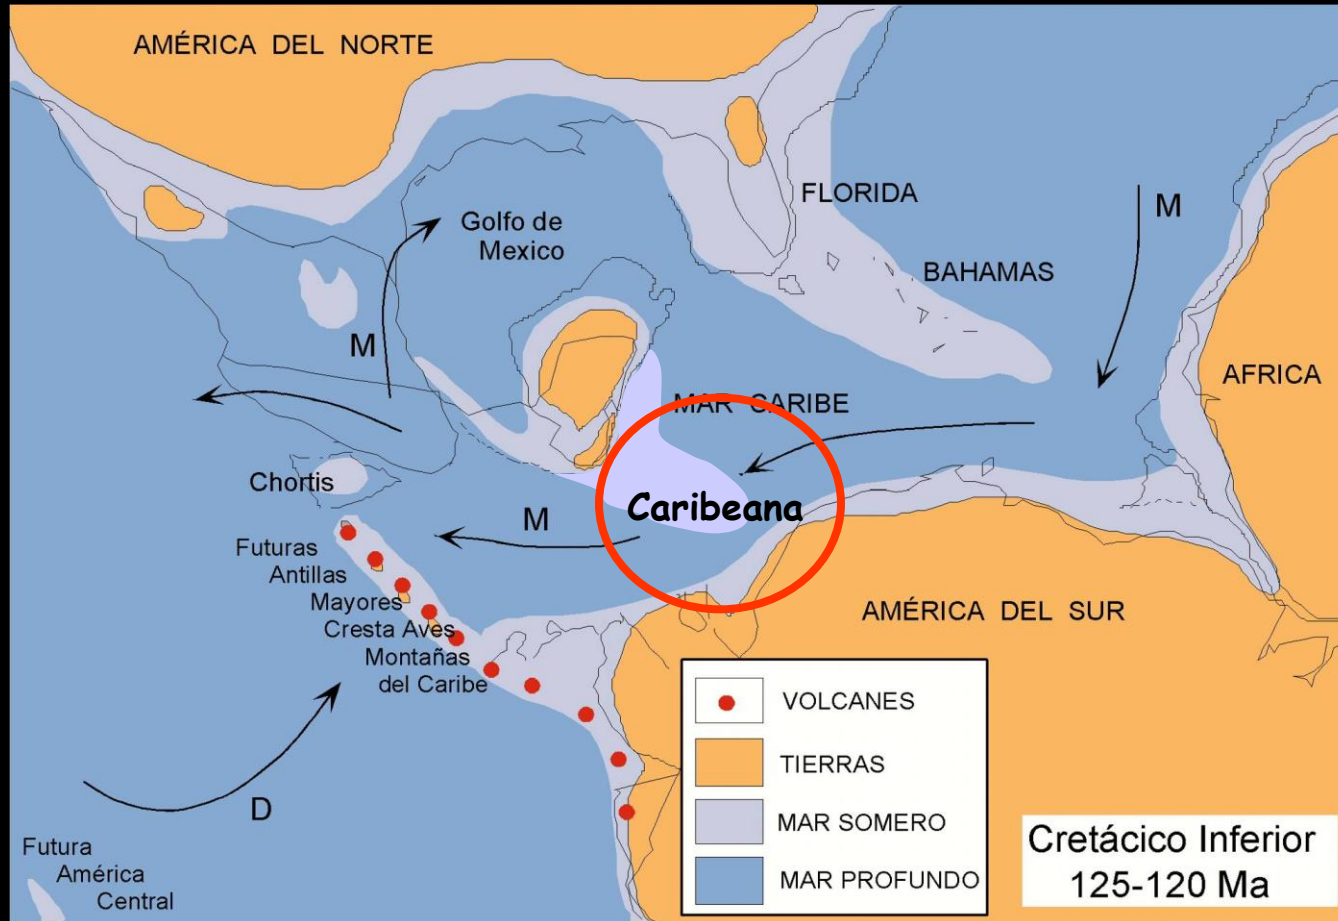 AMÉRICA DEL NORTE
FLORIDA
M
Golfo de
Mexico
BAHAMAS
M
AFRICA
MAR CARIBE
Chortis
Caribeana
M
Futuras
Antillas
Mayores
Cresta Aves
Montañas
del Caribe
AMÉRICA DEL SUR
VOLCANES
TIERRAS
MAR SOMERO
MAR PROFUNDO
D
Futura
América
Central
Cretácico Inferior
125-120 Ma